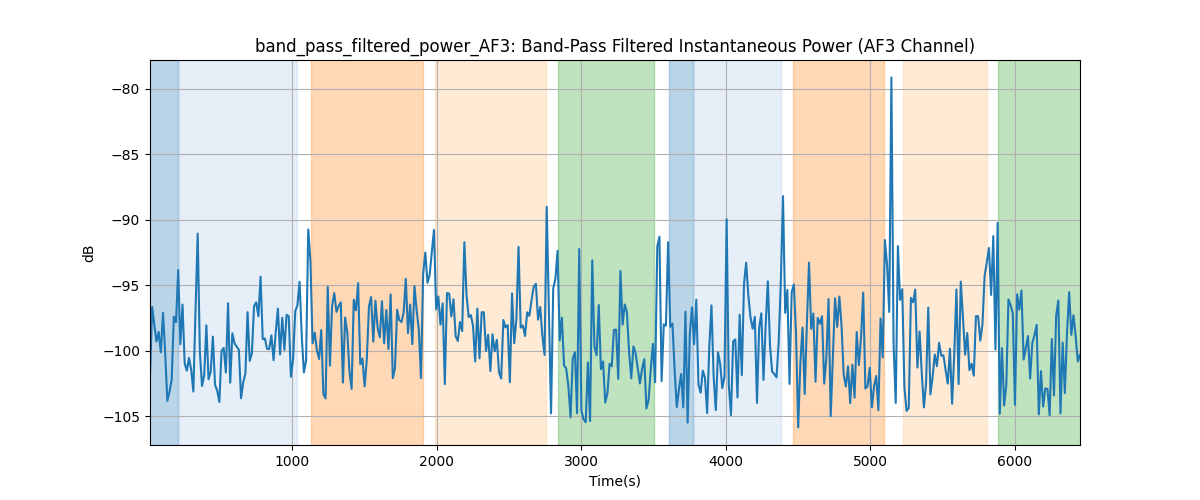 band_pass_filtered_power_AF3: Band-Pass Filtered Instantaneous Power (AF3 Channel)
−80
−85
−90
−95
−100
−105
dB
1000 2000 3000 4000 5000 6000
Time(s)